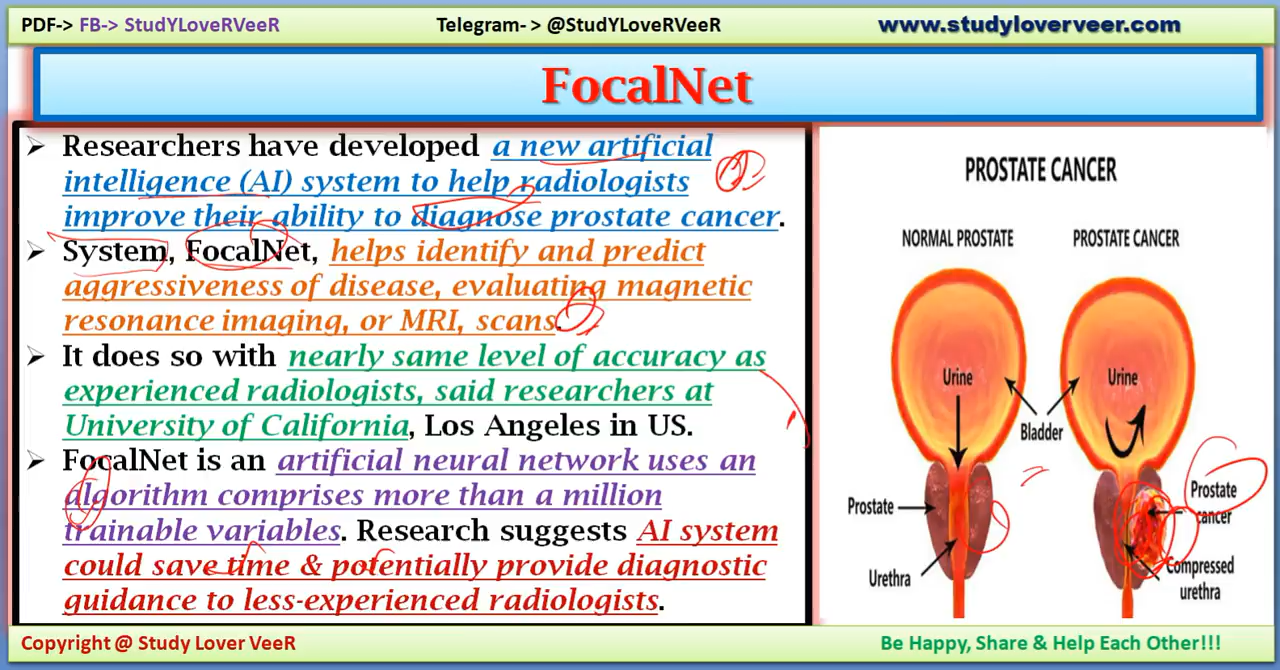 PDF-> FB-> StudYLoveRVeeR
Telegram- > @StudYLoVeRVeeR
www.studyloverveer.com
FocalNet
➢ Researchers have developed a new artificial
intelligence (AI) system to help radiologists
improve their ability to diagnose prostate cancer.
➢ System, FocalNet, helps identify and predict
aggressiveness of disease, evaluating magnetic
resonance imaging, or MRI, scans.
➢ It does so with nearly same level of accuracy as
experienced radiologists, said researchers at
University of California, Los Angeles in US.
➢ FocalNet is an artificial neural network uses an
algorithm comprises more than a million
trainable variables. Research suggests AI system
could save time & potentially provide diagnostic
guidance to less-experienced radiologists.
PROSTATE CANCER
NORMAL PROSTATE
PROSTATE CANCER
Urine
Urine
Bladder
Prostate
Urethra
Prostate
cancer
Compressed
urethra
Copyright @ Study Lover VeeR
Be Happy, Share & Help Each Other!!!